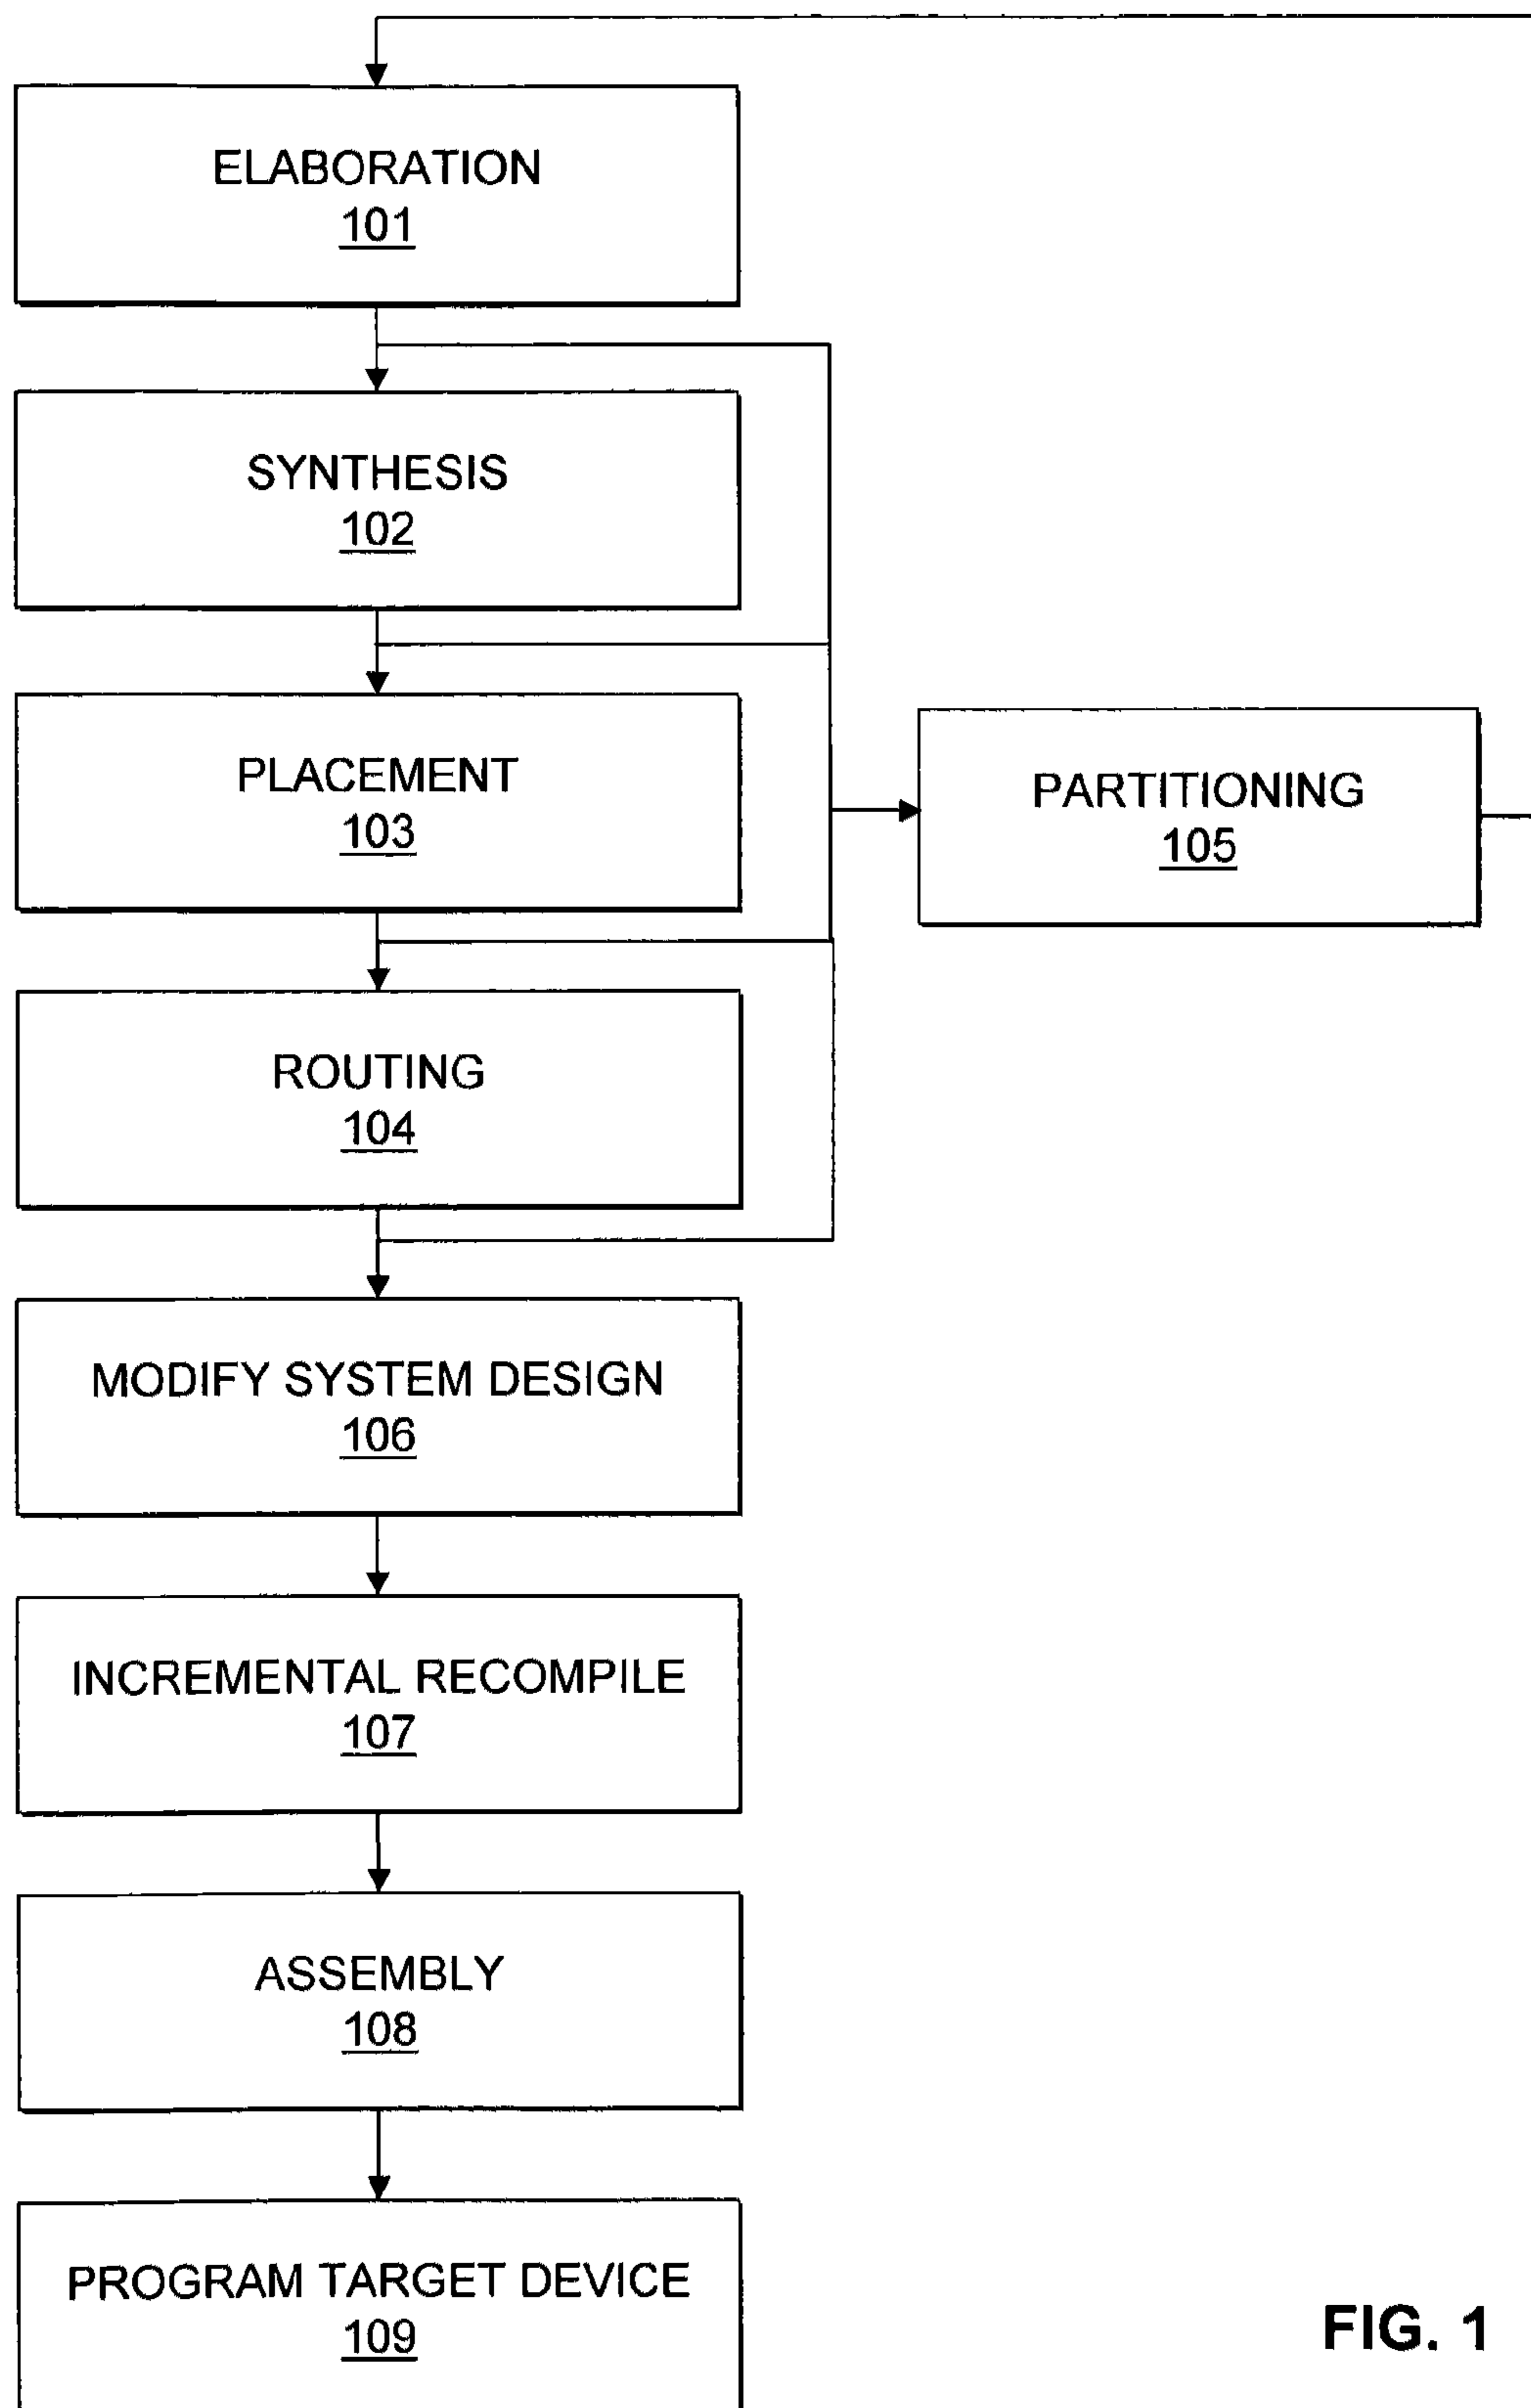 ELABORATION
101
SYNTHESIS
102
PLACEMENT
103
PARTITIONING
105
ROUTING
104
MODIFY SYSTEM DESIGN
106
INCREMENTAL RECOMPILE
107
ASSEMBLY
108
PROGRAM TARGET DEVICE
109
FIG. 1